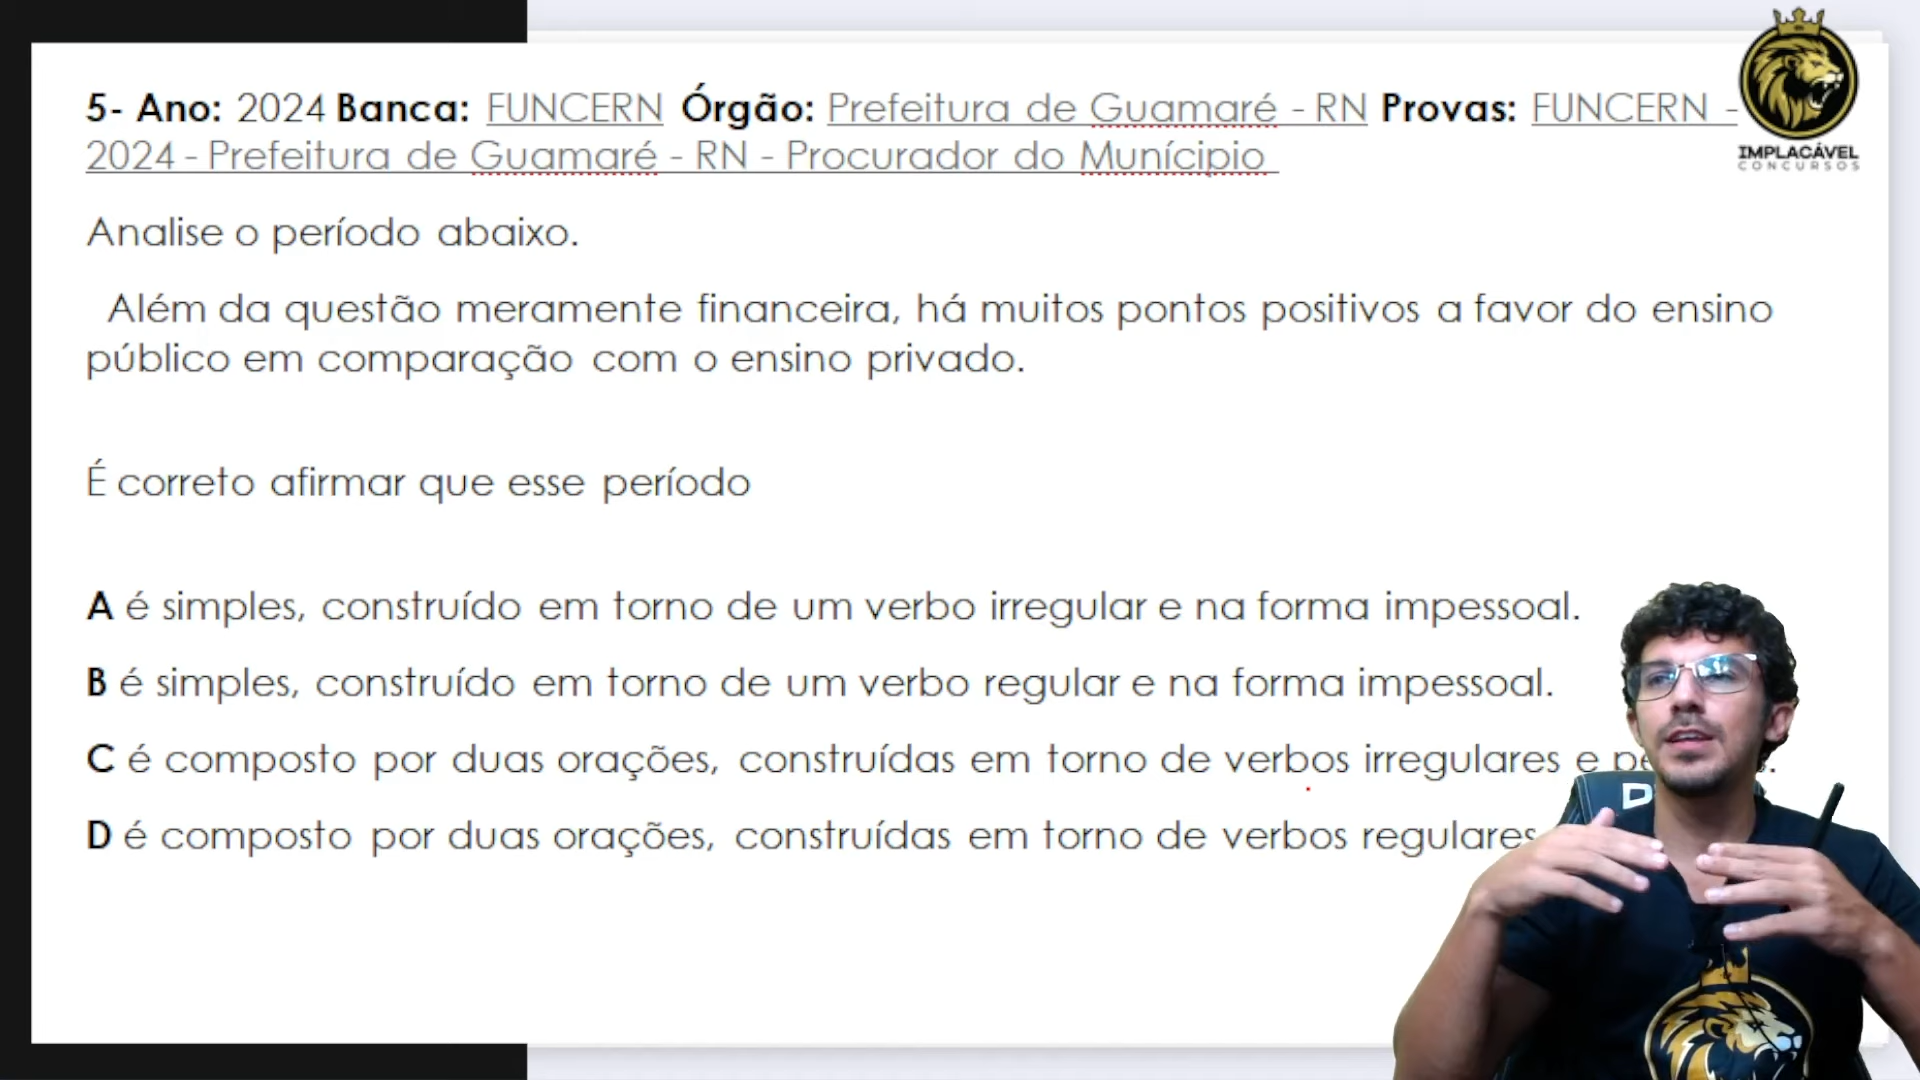 5- Ano: 2024 Banca: FUNCERN Órgão: Prefeitura de Guamaré - RN Provas: FUNCERN -
2024 - Prefeitura de Guamaré - RN - Procurador do Munícipio
IMPLACÁVEL
CONCURSOS
Analise o período abaixo.
Além da questão meramente financeira, há muitos pontos positivos a favor do ensino
público em comparação com o ensino privado.
É correto afirmar que esse período
A é simples, construído em torno de um verbo irregular e na forma impessoal.
B é simples, construído em torno de um verbo regular e na forma impessoal.
C é composto por duas orações, construídas em torno de verbos irregulares e
D é composto por duas orações, construídas em torno de verbos regulares